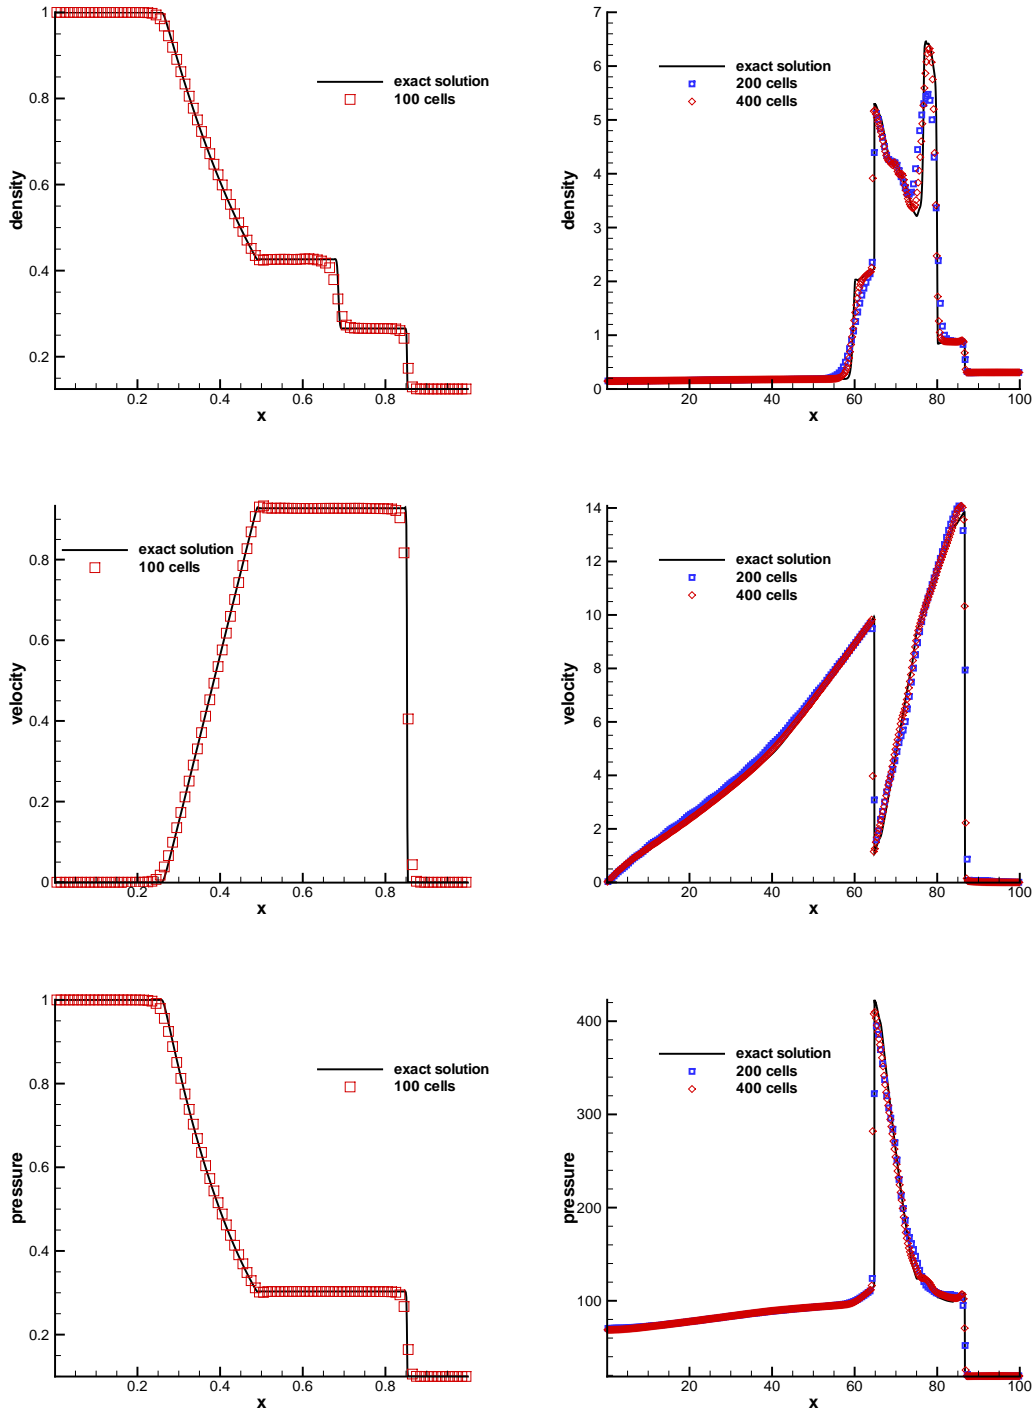 1
0.8
0.6
0.4
0.2
density
0.2 0.4 0.6 0.8
x
exact solution
100 cells
7
6
5
4
3
2
1
0
density
20 40 60 80 100
x
exact solution
200 cells
400 cells
0.8
0.6
0.4
0.2
0
velocity
0.2 0.4 0.6 0.8
x
exact solution
100 cells
14
12
10
8
6
4
2
0
velocity
20 40 60 80 100
x
exact solution
200 cells
400 cells
1
0.8
0.6
0.4
0.2
pressure
0.2 0.4 0.6 0.8
x
exact solution
100 cells
400
300
200
100
pressure
20 40 60 80 100
x
exact solution
200 cells
400 cells